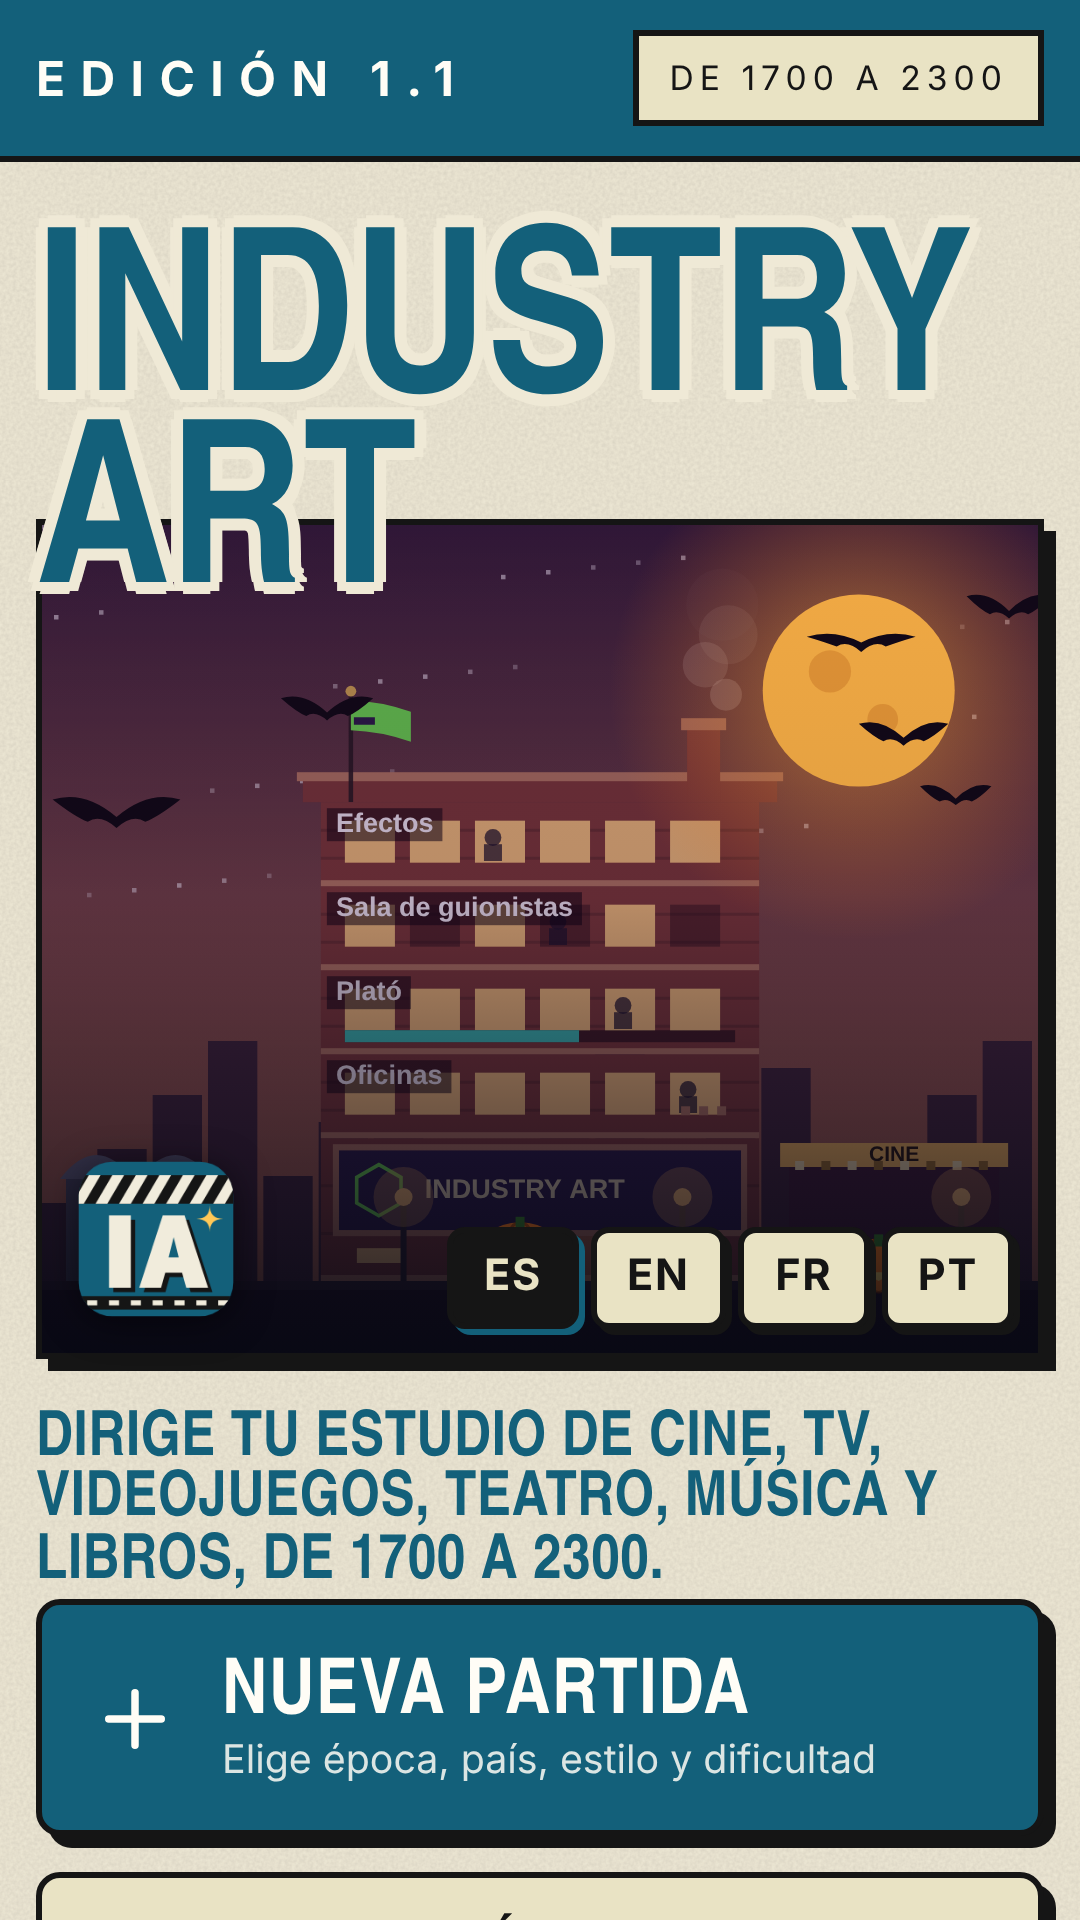 EDICIÓN 1.1
DE 1700 A 2300
INDUSTRY
ART
Efectos
Sala de guionistas
Plató
Oficinas
CINE
INDUSTRY ART
IA
ES
EN
FR
PT
DIRIGE TU ESTUDIO DE CINE, TV,
VIDEOJUEGOS, TEATRO, MÚSICA Y
LIBROS, DE 1700 A 2300.
NUEVA PARTIDA
Elige época, país, estilo y dificultad